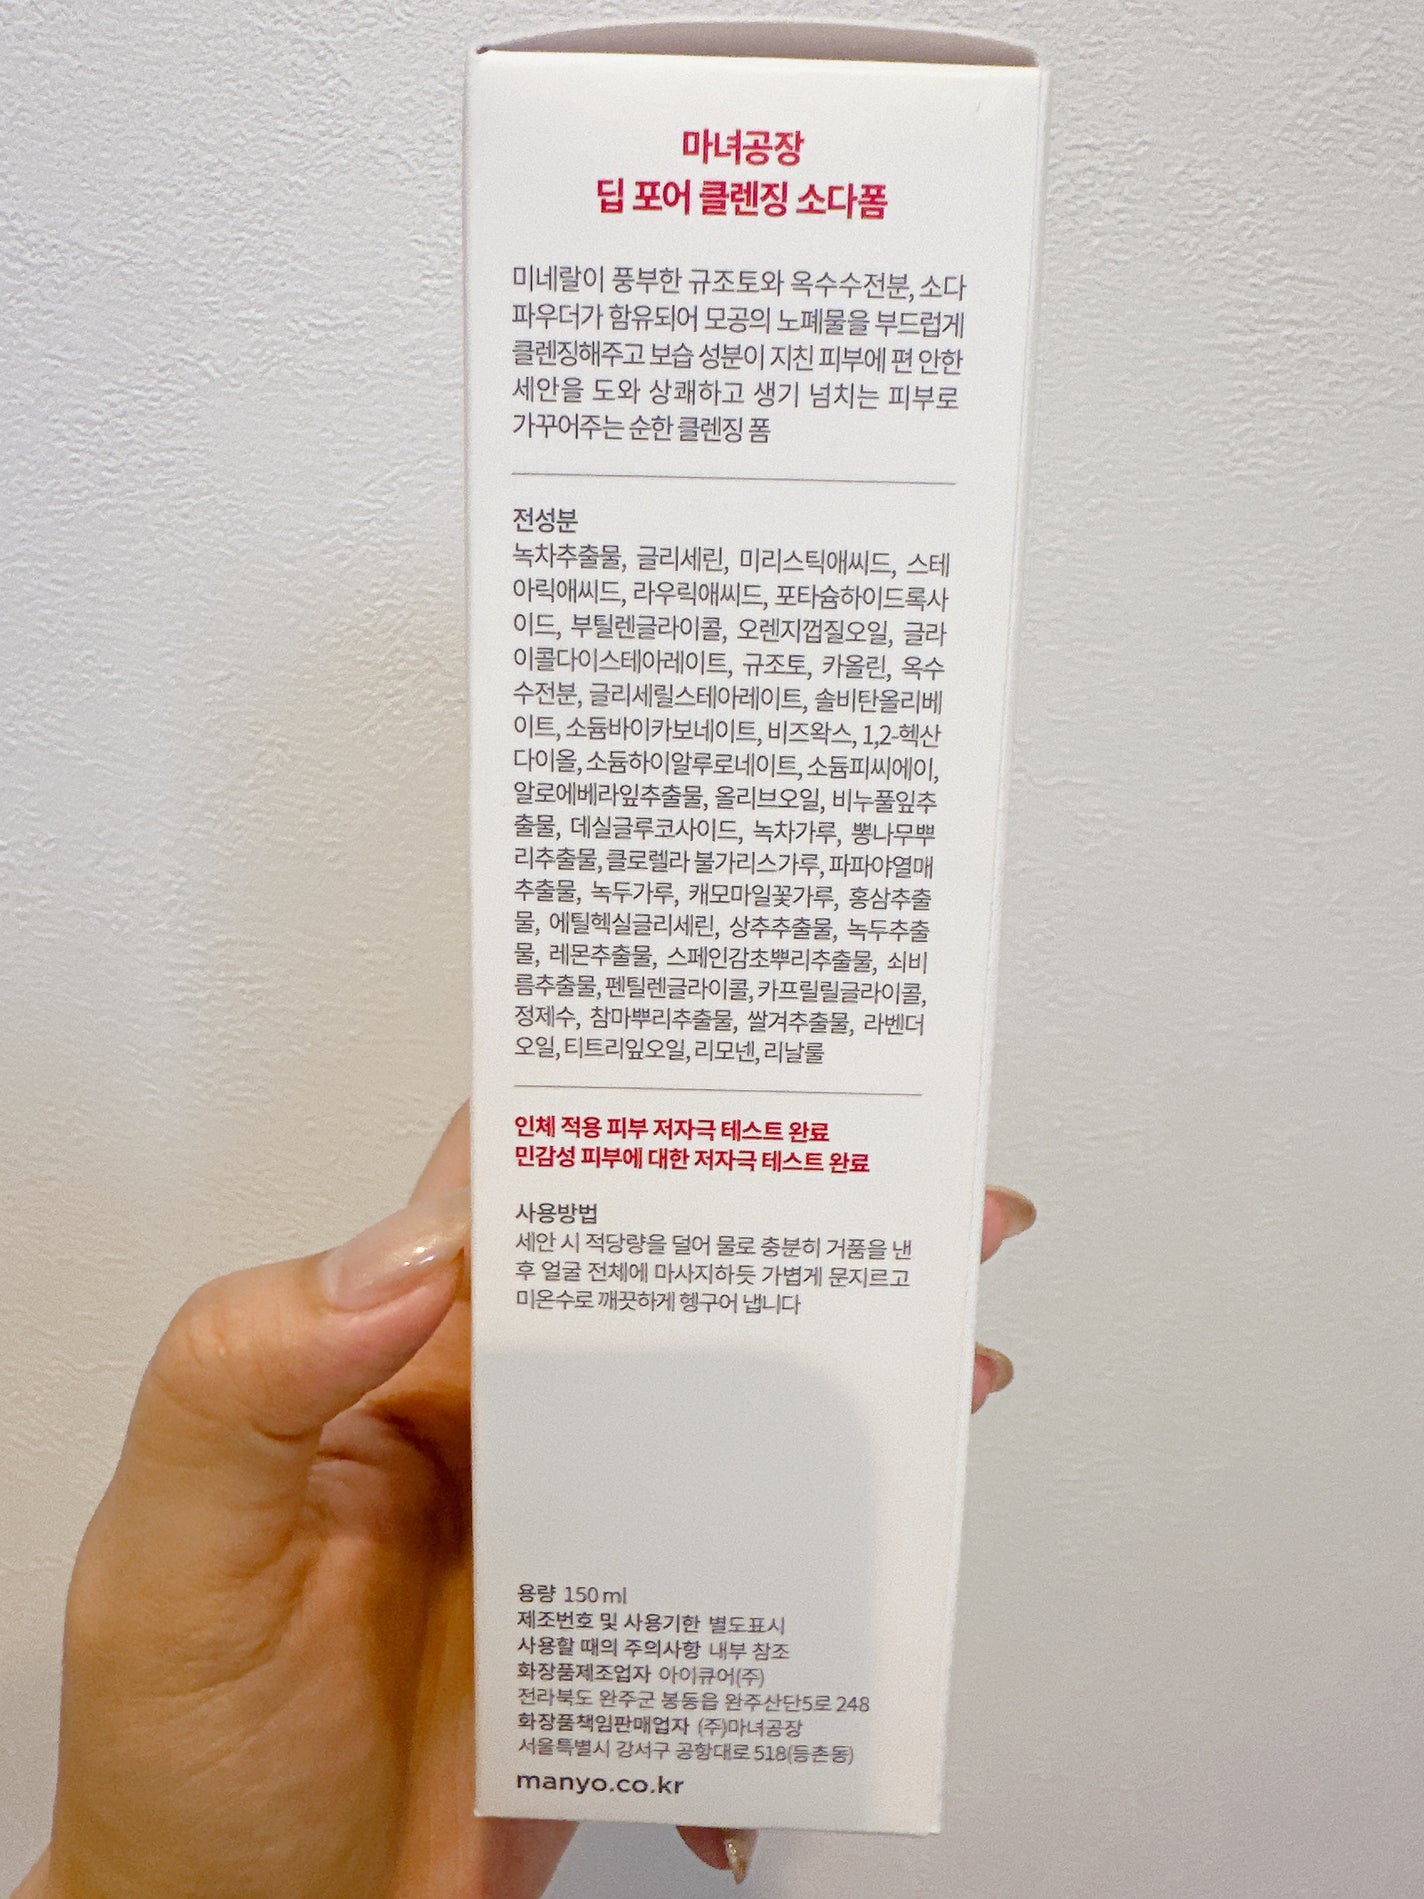 마녀공장
딥 포어 클렌징 소다폼
미네랄이 풍부한 규조토와 옥수수전분, 소다
파우더가 함유되어 모공의 노폐물을 부드럽게
클렌징해주고 보습 성분이 지친 피부에 편 안한
세안을 도와 상쾌하고 생기 넘치는 피부로
가꾸어주는 순한 클렌징 폼
전성분
녹차추출물, 글리세린, 미리스틱애씨드, 스테
아릭애씨드, 라우릭애씨드, 포타슘하이드록사
이드, 부틸렌글라이콜, 오렌지껍질오일, 글라
이콜다이스테아레이트, 규조토, 카올린, 옥수
수전분, 글리세릴스테아레이트, 솔비탄올리베
이트, 소듐바이카보네이트, 비즈왁스, 1,2-헥산
다이올, 소듐하이알루로네이트, 소듐피씨에이,
알로에베라잎추출물, 올리브오일, 비누풀잎추
출물, 데실글루코사이드, 녹차가루, 뽕나무뿌
리추출물, 클로렐라 불가리스가루, 파파야열매
추출물, 녹두가루, 캐모마일꽃가루, 홍삼추출
물, 에틸헥실글리세린, 상추추출물, 녹두추출
물, 레몬추출물, 스페인감초뿌리추출물, 쇠비
름추출물, 펜틸렌글라이콜, 카프릴릴글라이콜,
정제수, 참마뿌리추출물, 쌀겨추출물, 라벤더
오일, 티트리잎오일, 리모넨, 리날룰
인체 적용 피부 저자극 테스트 완료
민감성 피부에 대한 저자극 테스트 완료
사용방법
세안 시 적당량을 덜어 물로 충분히 거품을 낸
후 얼굴 전체에 마사지하듯 가볍게 문지르고
미온수로 깨끗하게 헹구어 냅니다
용량 150ml
제조번호 및 사용기한 별도표시
사용할 때의 주의사항 내부 참조
화장품제조업자 아이큐어(주)
전라북도 완주군 봉동읍 완주산단5로 248
화장품책임판매업자 (주)마녀공장
서울특별시 강서구 공항대로 518(등촌동)
manyo.co.kr